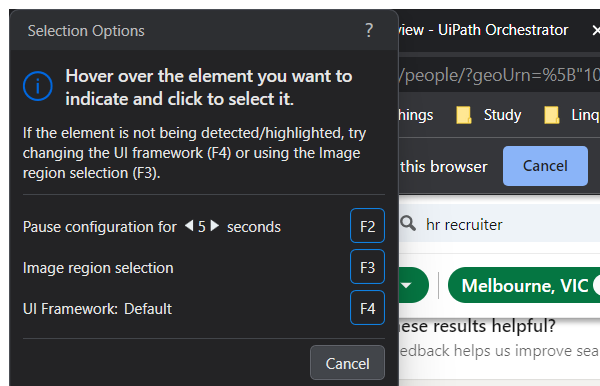 Selection Options ?
view - UiPath Orchestrator
Hover over the element you want to
indicate and click to select it.
/people/?geoUrn=%5B"10
If the element is not being detected/highlighted, try
changing the UI framework (F4) or using the Image
region selection (F3).
Study
Linq
this browser Cancel
Pause configuration for 5 seconds F2
hr recruiter
Image region selection F3
UI Framework: Default F4
Melbourne, VIC
results helpful?
helps us improve sea
Cancel